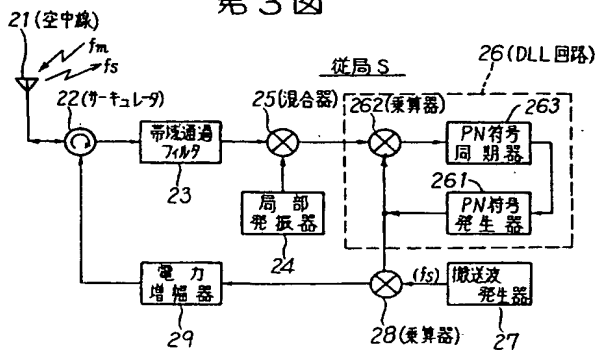 第3図
21(空中線)
fm
fs
従局S
26(DLL回路)
22(サーキュレータ)
25(混合器)
262(乗算器)
263
帯域通過
フィルタ
PN符号
同期器
23
261
局部
発振器
PN符号
発生器
24
電力
増幅器
(fs)
搬送波
発生器
29
28(乗算器)
27